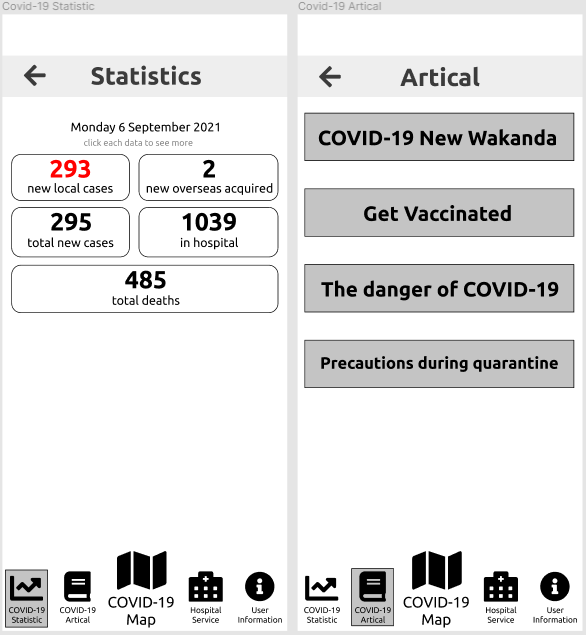 Covid-19 Statistic
Statistics
Monday 6 September 2021
click each data to see more
293
new local cases
2
new overseas acquired
295
total new cases
1039
in hospital
485
total deaths
COVID-19
Statistic
COVID-19
Artical
COVID-19
Map
Hospital
Service
User
Information
Covid-19 Artical
Artical
COVID-19 New Wakanda
Get Vaccinated
The danger of COVID-19
Precautions during quarantine
COVID-19
Statistic
COVID-19
Artical
COVID-19
Map
Hospital
Service
User
Information